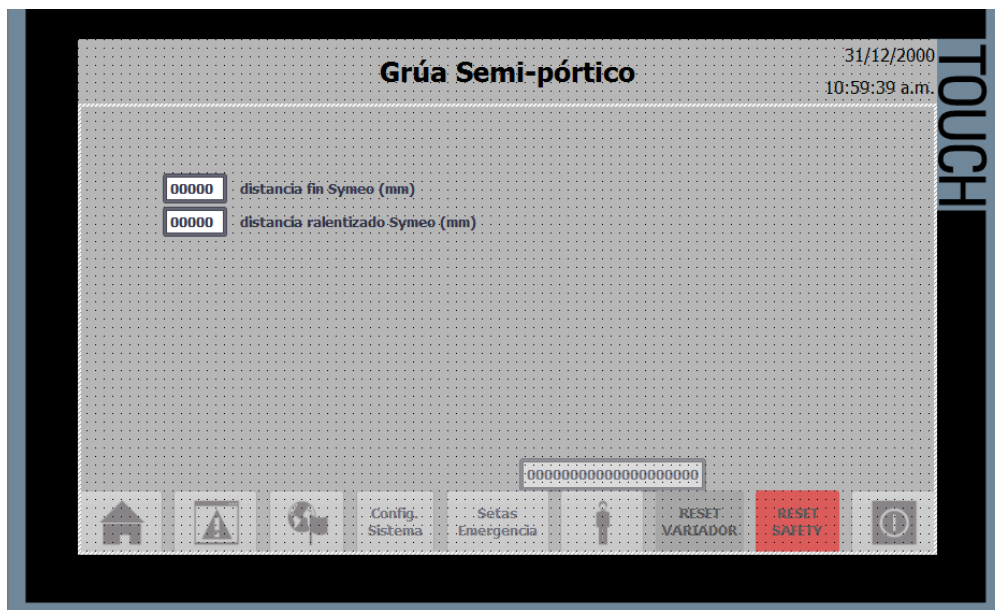 Grúa Semi-pórtico
31/12/2000
10:59:39 a.m.
TOUCH
00000 distancia fin Symeo (mm)
00000 distancia ralentizado Symeo (mm)
00000000000000000000
Config.
Sistema
Setas
Emergencia
RESET
VARIADOR
RESET
SAFETY